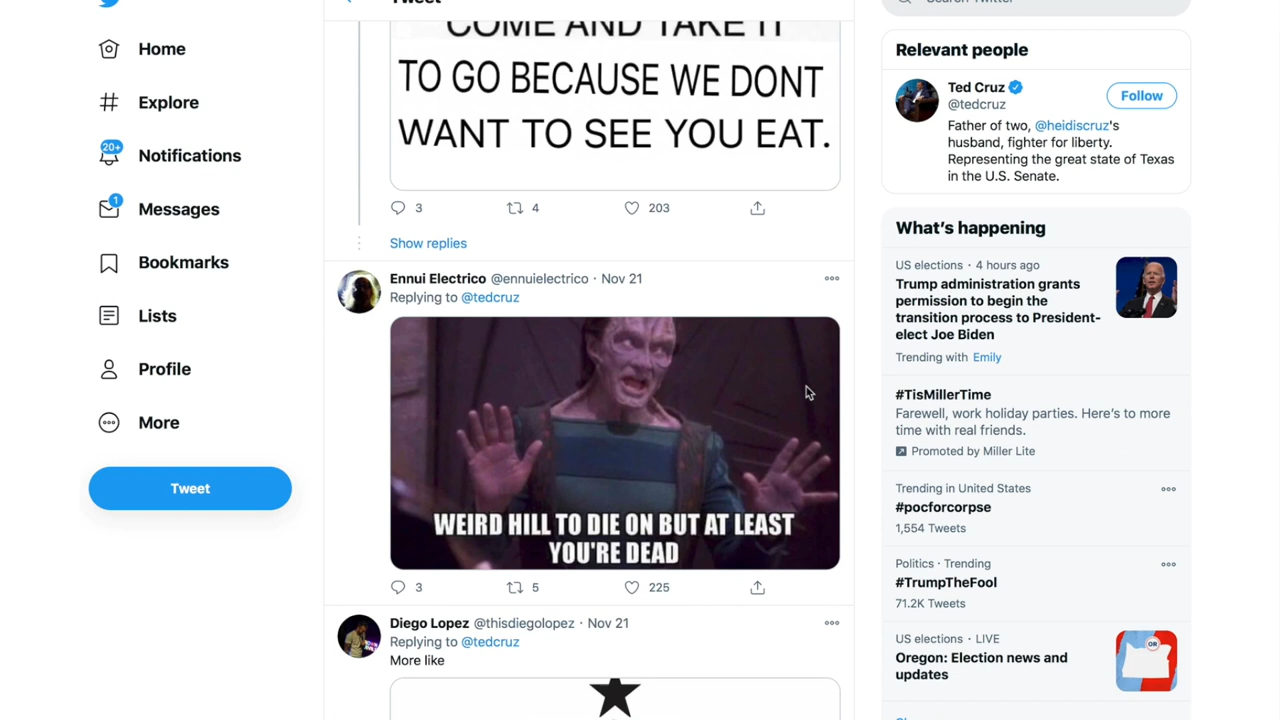 Tweet
Search Twitter
Home
Explore
20+
Notifications
1
Messages
Bookmarks
Lists
Profile
More
Tweet
COME AND TAKE IT
TO GO BECAUSE WE DONT
WANT TO SEE YOU EAT.
3 4 203
Show replies
Ennui Electrico @ennuielectrico · Nov 21
Replying to @tedcruz
WEIRD HILL TO DIE ON BUT AT LEAST
YOU'RE DEAD
3 5 225
Diego Lopez @thisdiegolopez · Nov 21
Replying to @tedcruz
More like
Relevant people
Ted Cruz
@tedcruz
Follow
Father of two, @heidiscruz's
husband, fighter for liberty.
Representing the great state of Texas
in the U.S. Senate.
What's happening
US elections · 4 hours ago
Trump administration grants
permission to begin the
transition process to President-
elect Joe Biden
Trending with Emily
#TisMillerTime
Farewell, work holiday parties. Here's to more
time with real friends.
Promoted by Miller Lite
Trending in United States
#pocforcorpse
1,554 Tweets
Politics · Trending
#TrumpTheFool
71.2K Tweets
US elections · LIVE
Oregon: Election news and
updates
OR